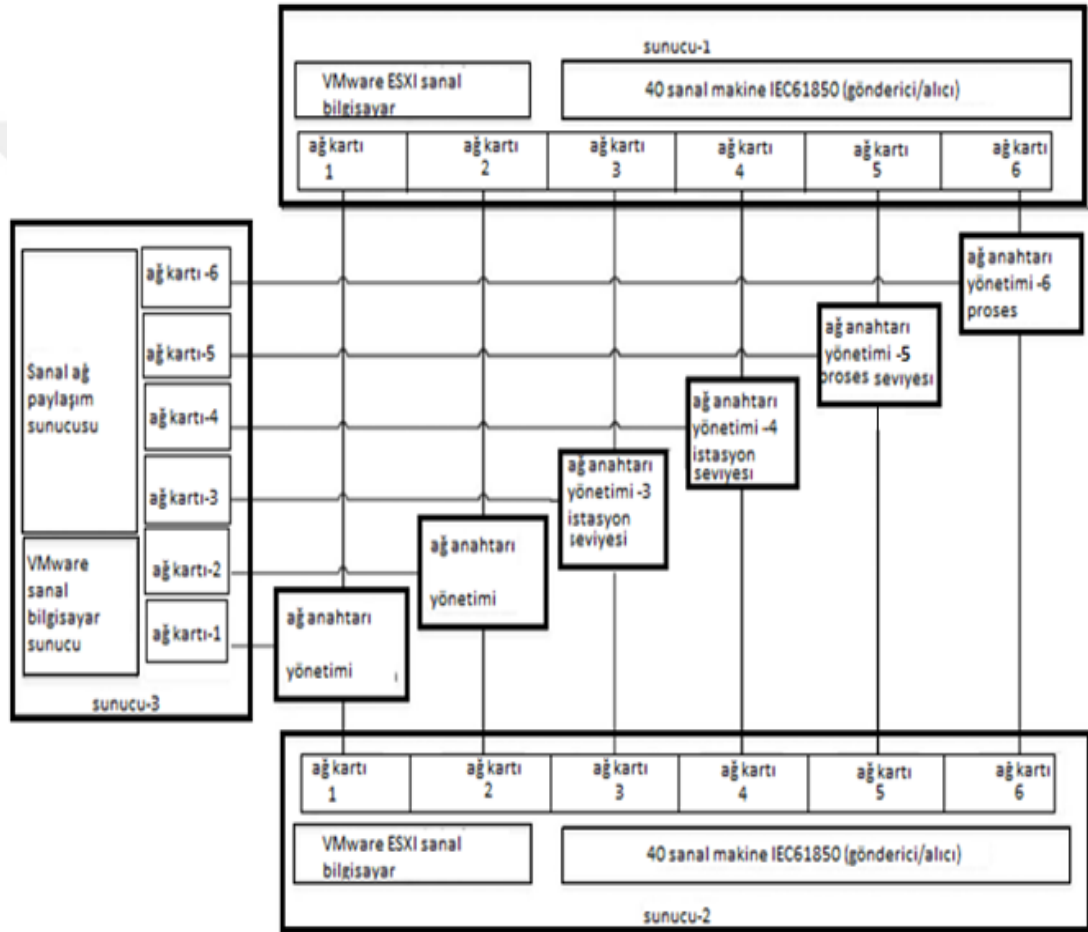 sunucu-1
VMware ESXI sanal
bilgisayar
40 sanal makine IEC61850 (gönderici/alıcı)
ağ kartı
1
ağ kartı
2
ağ kartı
3
ağ kartı
4
ağ kartı
5
ağ kartı
6
Sanal ağ
paylaşım
sunucusu
VMware
sanal
bilgisayar
sunucu
ağ kartı -6
ağ kartı-5
ağ kartı-4
ağ kartı-3
ağ kartı-2
ağ kartı-1
sunucu-3
ağ anahtarı
yönetimi -6
proses
ağ anahtarı
yönetimi -5
proses seviyesı
ağ anahtarı
yönetimi -4
istasyon
seviyesı
ağ anahtarı
yönetimi -3
istasyon
seviyesi
ağ anahtarı
yönetimi
ağ anahtarı
yönetimi
ağ kartı
1
ağ kartı
2
ağ kartı
3
ağ kartı
4
ağ kartı
5
ağ kartı
6
VMware ESXI sanal
bilgisayar
40 sanal makine IEC61850 (gönderici/alıcı)
sunucu-2